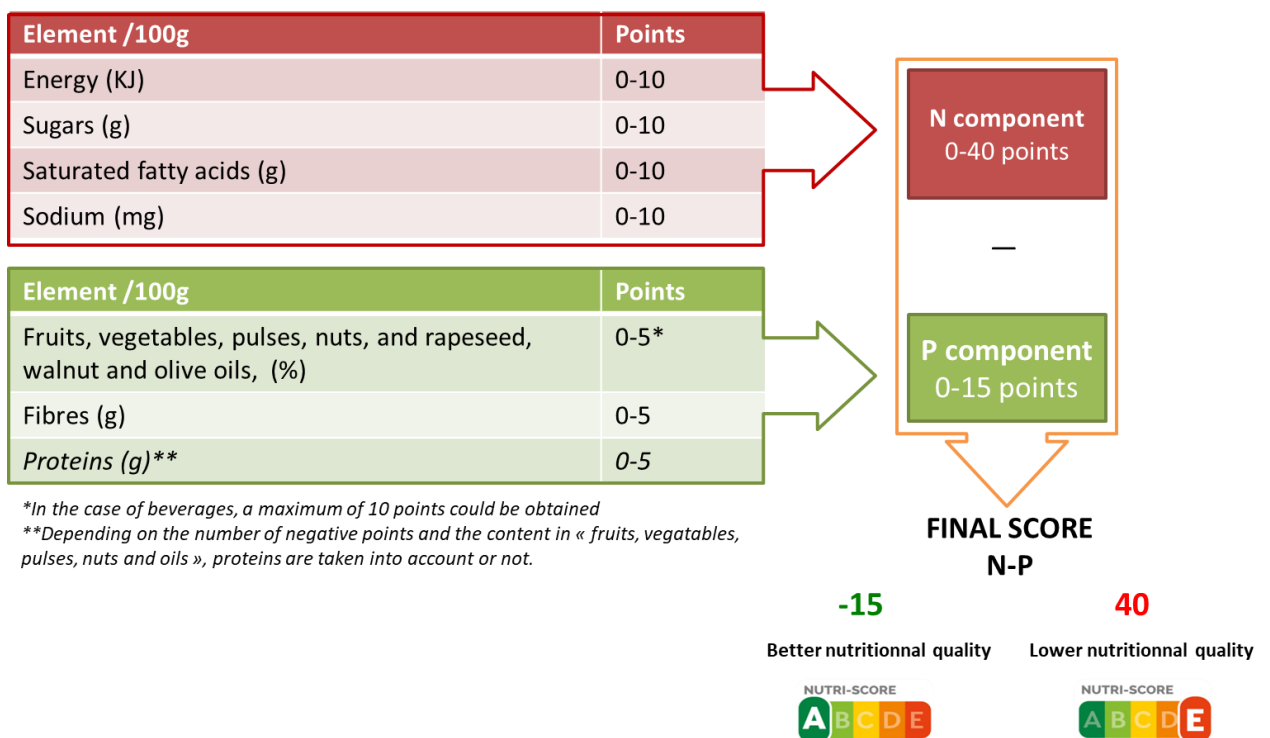 Element /100g Points
Energy (KJ) 0-10
Sugars (g) 0-10
Saturated fatty acids (g) 0-10
Sodium (mg) 0-10
N component
0-40 points
—
Element /100g Points
Fruits, vegetables, pulses, nuts, and rapeseed, 0-5*
walnut and olive oils, (%)
Fibres (g) 0-5
Proteins (g)** 0-5
P component
0-15 points
*In the case of beverages, a maximum of 10 points could be obtained
**Depending on the number of negative points and the content in « fruits, vegatables,
pulses, nuts and oils », proteins are taken into account or not.
FINAL SCORE
N-P
-15 40
Better nutritionnal quality Lower nutritionnal quality
NUTRI-SCORE NUTRI-SCORE
A B C D E A B C D E